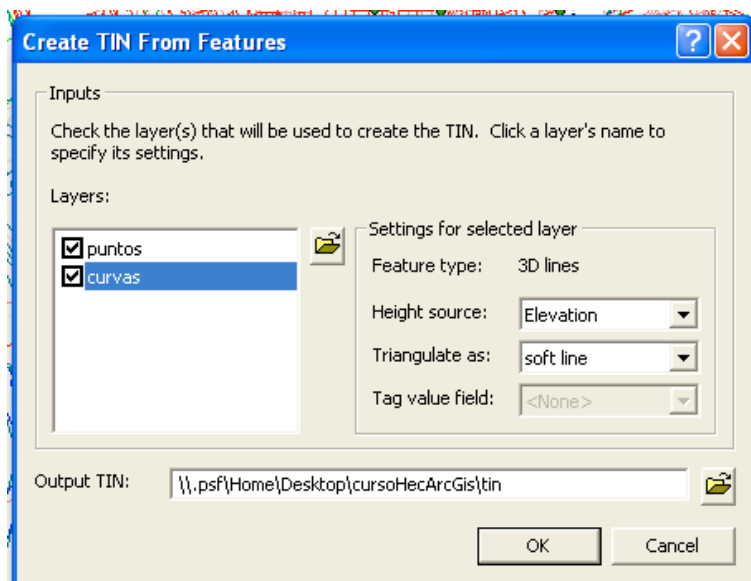 Create TIN From Features
Inputs
Check the layer(s) that will be used to create the TIN. Click a layer's name to
specify its settings.
Layers:
puntos
curvas
Settings for selected layer
Feature type: 3D lines
Height source: Elevation
Triangulate as: soft line
Tag value field: <None>
Output TIN: \\.psf\Home\Desktop\cursoHecArcGis\tin
OK Cancel